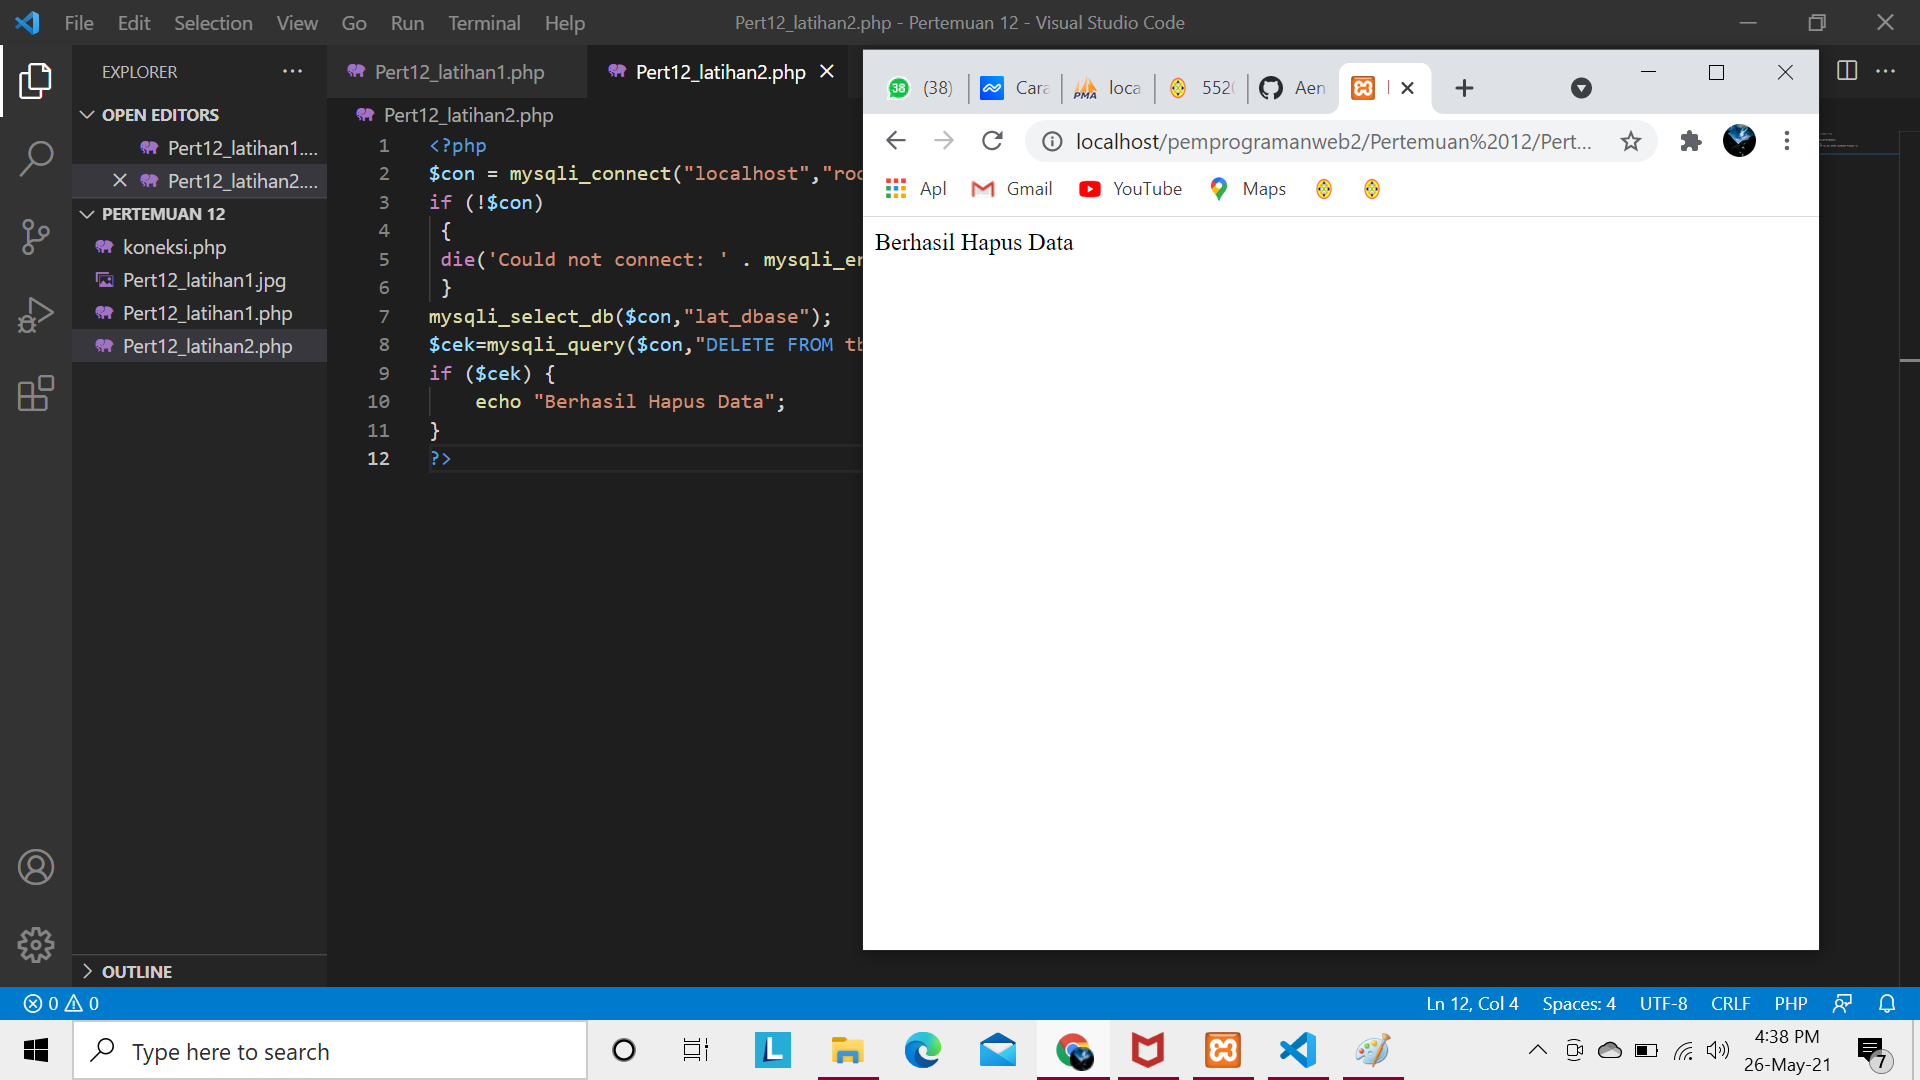 File Edit Selection View Go Run Terminal Help
Pert12_latihan2.php - Pertemuan 12 - Visual Studio Code
EXPLORER
OPEN EDITORS
Pert12_latihan1....
Pert12_latihan2....
PERTEMUAN 12
koneksi.php
Pert12_latihan1.jpg
Pert12_latihan1.php
Pert12_latihan2.php
OUTLINE
Pert12_latihan1.php
Pert12_latihan2.php
Pert12_latihan2.php
1 <?php
2 $con = mysqli_connect("localhost","roo
3 if (!$con)
4 {
5 die('Could not connect: ' . mysqli_er
6 }
7 mysqli_select_db($con,"lat_dbase");
8 $cek=mysqli_query($con,"DELETE FROM tb
9 if ($cek) {
10 echo "Berhasil Hapus Data";
11 }
12 ?>
38 (38) Cara PMA loca 552 Aen
localhost/pemprogramanweb2/Pertemuan%2012/Pert...
Apl Gmail YouTube Maps
Berhasil Hapus Data
0 0
Ln 12, Col 4 Spaces: 4 UTF-8 CRLF PHP
Type here to search
L
4:38 PM
26-May-21
7